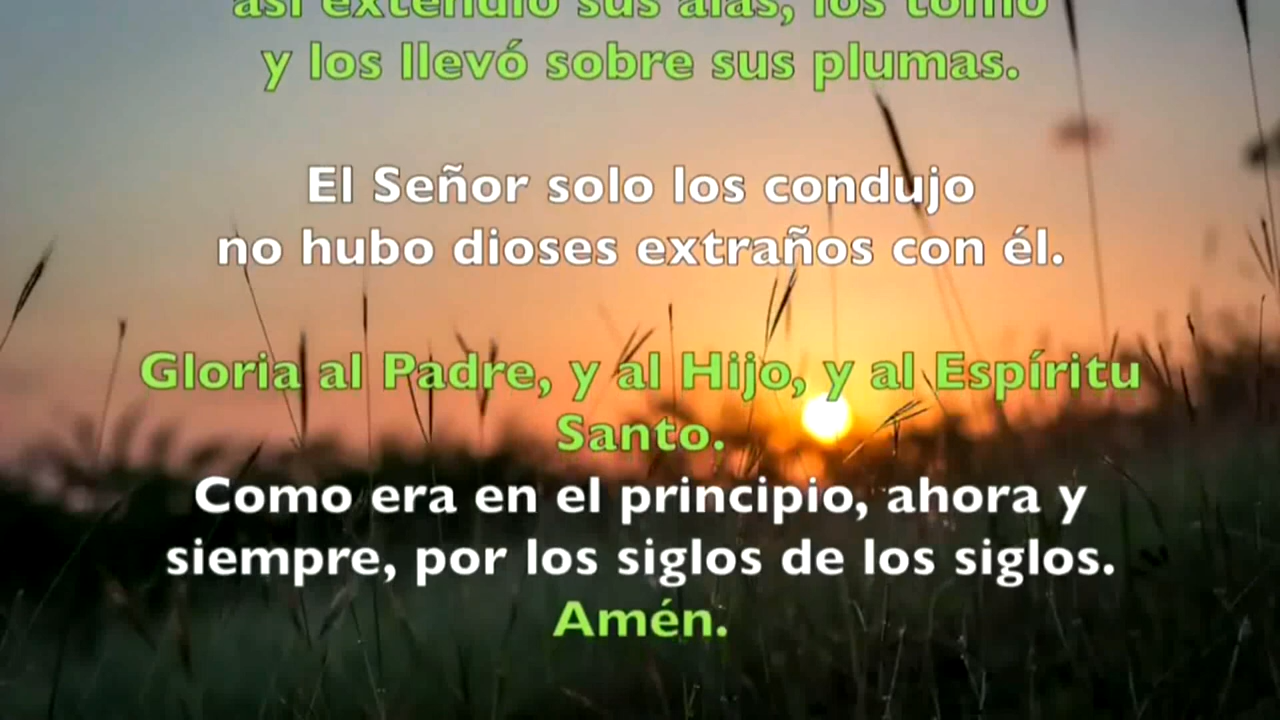 así extendió sus alas, los tomó
y los llevó sobre sus plumas.
El Señor solo los condujo
no hubo dioses extraños con él.
Gloria al Padre, y al Hijo, y al Espíritu
Santo.
Como era en el principio, ahora y
siempre, por los siglos de los siglos.
Amén.